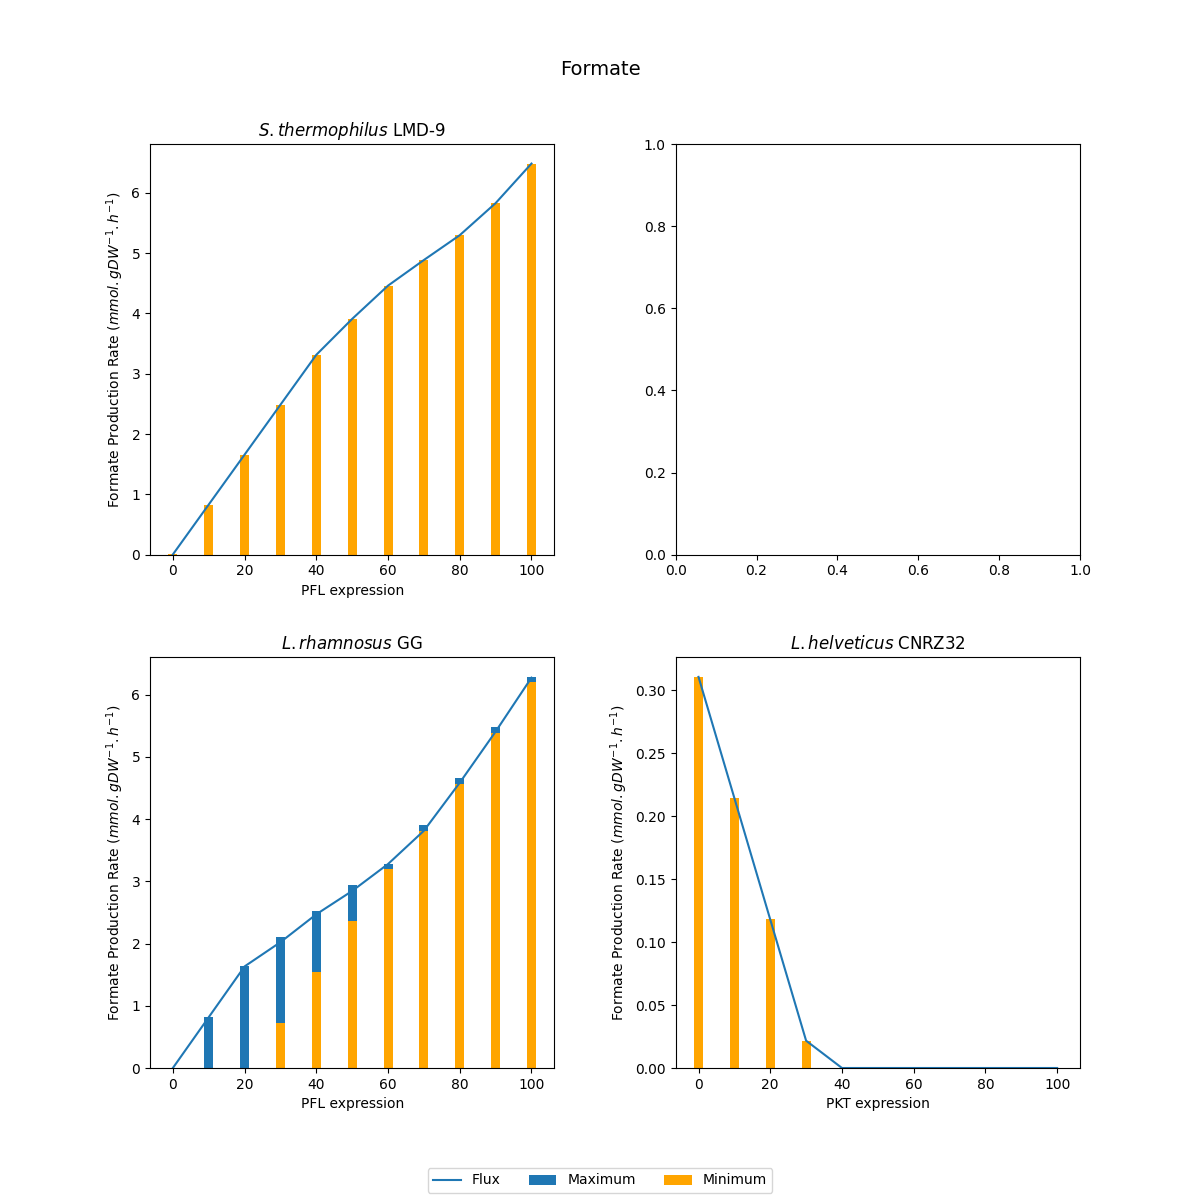 Formate
S. thermophilus LMD-9
Formate Production Rate (mmol.gDW⁻¹.h⁻¹)
6
5
4
3
2
1
0
0 20 40 60 80 100
PFL expression
1.0
0.8
0.6
0.4
0.2
0.0
0.0 0.2 0.4 0.6 0.8 1.0
L. rhamnosus GG
Formate Production Rate (mmol.gDW⁻¹.h⁻¹)
6
5
4
3
2
1
0
0 20 40 60 80 100
PFL expression
L. helveticus CNRZ32
Formate Production Rate (mmol.gDW⁻¹.h⁻¹)
0.30
0.25
0.20
0.15
0.10
0.05
0.00
0 20 40 60 80 100
PKT expression
Flux Maximum Minimum